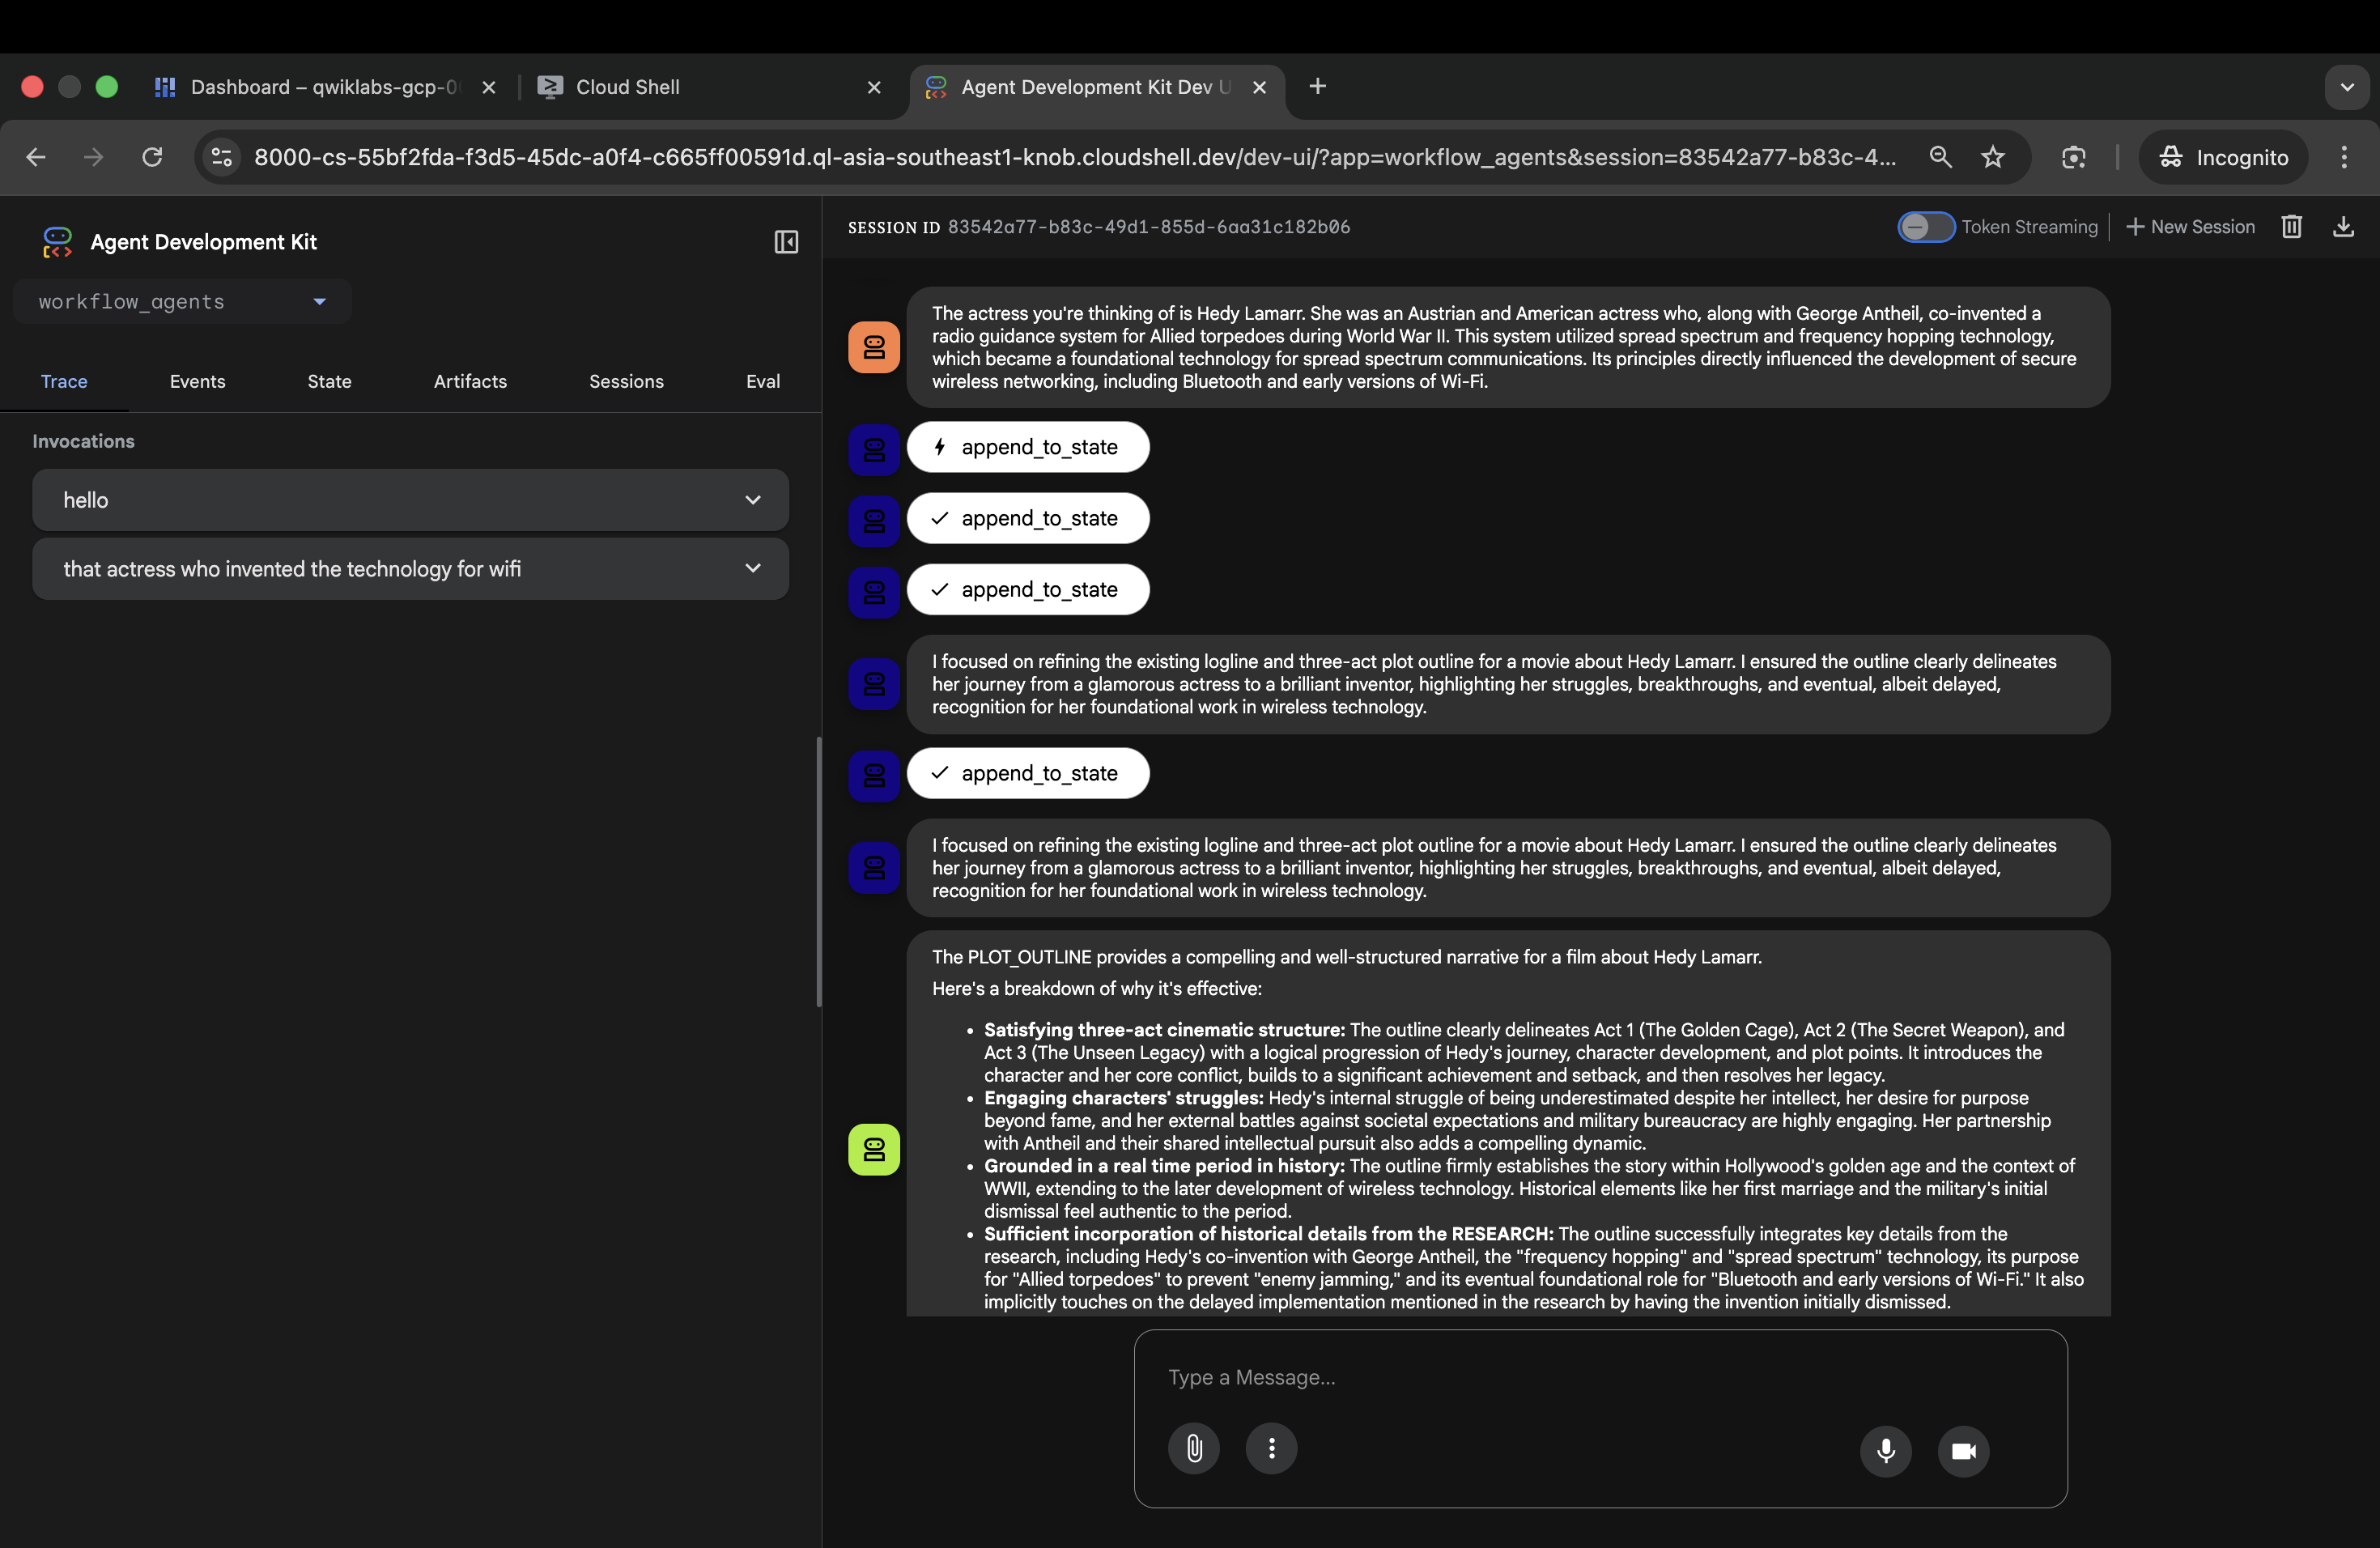 Dashboard – qwiklabs-gcp-0
Cloud Shell
Agent Development Kit Dev U
8000-cs-55bf2fda-f3d5-45dc-a0f4-c665ff00591d.ql-asia-southeast1-knob.cloudshell.dev/dev-ui/?app=workflow_agents&session=83542a77-b83c-4...
Incognito
Agent Development Kit
workflow_agents
Trace
Events
State
Artifacts
Sessions
Eval
Invocations
hello
that actress who invented the technology for wifi
SESSION ID 83542a77-b83c-49d1-855d-6aa31c182b06
Token Streaming
New Session
The actress you're thinking of is Hedy Lamarr. She was an Austrian and American actress who, along with George Antheil, co-invented a
radio guidance system for Allied torpedoes during World War II. This system utilized spread spectrum and frequency hopping technology,
which became a foundational technology for spread spectrum communications. Its principles directly influenced the development of secure
wireless networking, including Bluetooth and early versions of Wi-Fi.
append_to_state
append_to_state
append_to_state
I focused on refining the existing logline and three-act plot outline for a movie about Hedy Lamarr. I ensured the outline clearly delineates
her journey from a glamorous actress to a brilliant inventor, highlighting her struggles, breakthroughs, and eventual, albeit delayed,
recognition for her foundational work in wireless technology.
append_to_state
I focused on refining the existing logline and three-act plot outline for a movie about Hedy Lamarr. I ensured the outline clearly delineates
her journey from a glamorous actress to a brilliant inventor, highlighting her struggles, breakthroughs, and eventual, albeit delayed,
recognition for her foundational work in wireless technology.
The PLOT_OUTLINE provides a compelling and well-structured narrative for a film about Hedy Lamarr.
Here's a breakdown of why it's effective:
• Satisfying three-act cinematic structure: The outline clearly delineates Act 1 (The Golden Cage), Act 2 (The Secret Weapon), and
Act 3 (The Unseen Legacy) with a logical progression of Hedy's journey, character development, and plot points. It introduces the
character and her core conflict, builds to a significant achievement and setback, and then resolves her legacy.
• Engaging characters' struggles: Hedy's internal struggle of being underestimated despite her intellect, her desire for purpose
beyond fame, and her external battles against societal expectations and military bureaucracy are highly engaging. Her partnership
with Antheil and their shared intellectual pursuit also adds a compelling dynamic.
• Grounded in a real time period in history: The outline firmly establishes the story within Hollywood's golden age and the context of
WWII, extending to the later development of wireless technology. Historical elements like her first marriage and the military's initial
dismissal feel authentic to the period.
• Sufficient incorporation of historical details from the RESEARCH: The outline successfully integrates key details from the
research, including Hedy's co-invention with George Antheil, the "frequency hopping" and "spread spectrum" technology, its purpose
for "Allied torpedoes" to prevent "enemy jamming," and its eventual foundational role for "Bluetooth and early versions of Wi-Fi." It also
implicitly touches on the delayed implementation mentioned in the research by having the invention initially dismissed.
Type a Message...